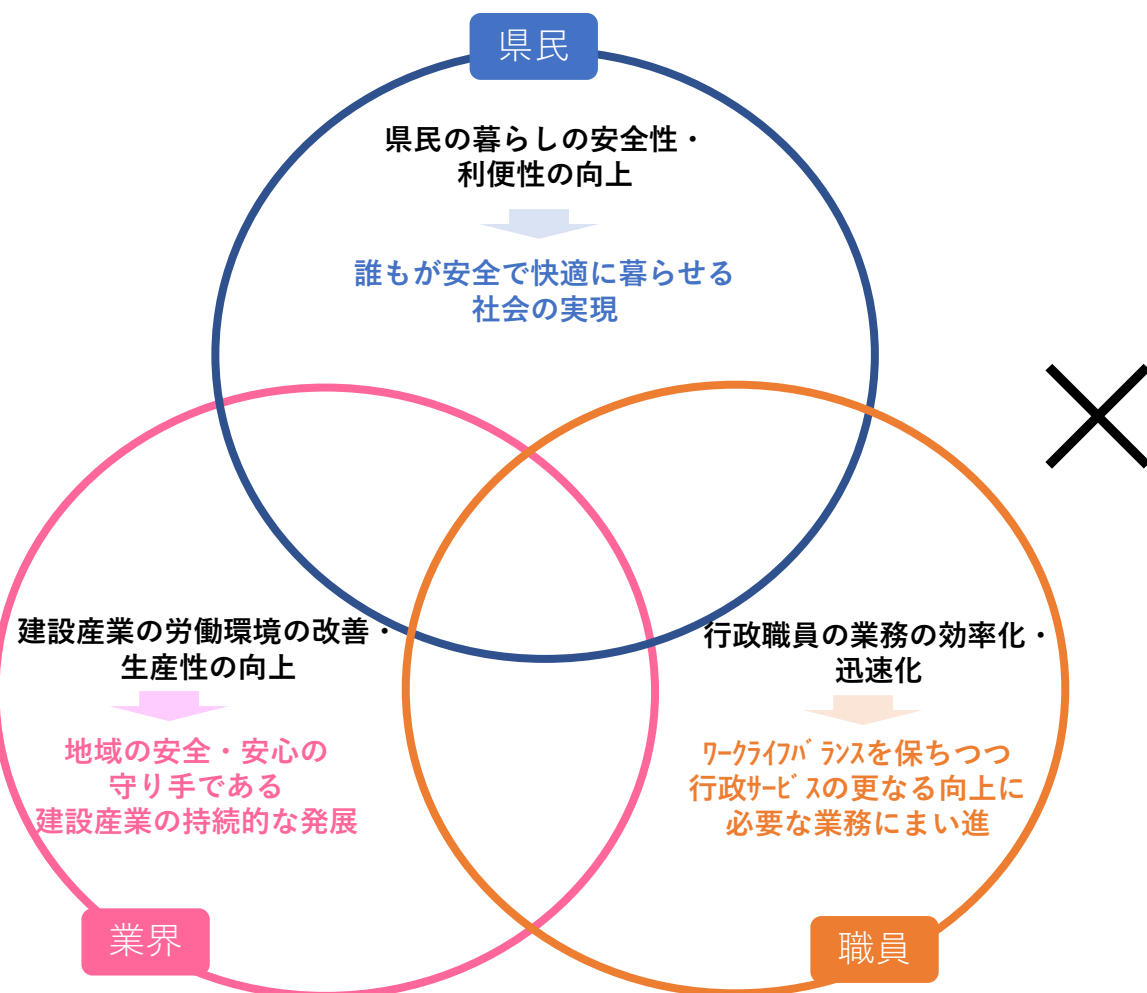 県民
県民の暮らしの安全性・
利便性の向上
誰もが安全で快適に暮らせる
社会の実現
建設産業の労働環境の改善・
生産性の向上
地域の安全・安心の
守り手である
建設産業の持続的な発展
業界
行政職員の業務の効率化・
迅速化
ﾜｰｸﾗｲﾌﾊﾞﾗﾝｽを保ちつつ
行政ｻｰﾋﾞｽの更なる向上に
必要な業務にまい進
職員